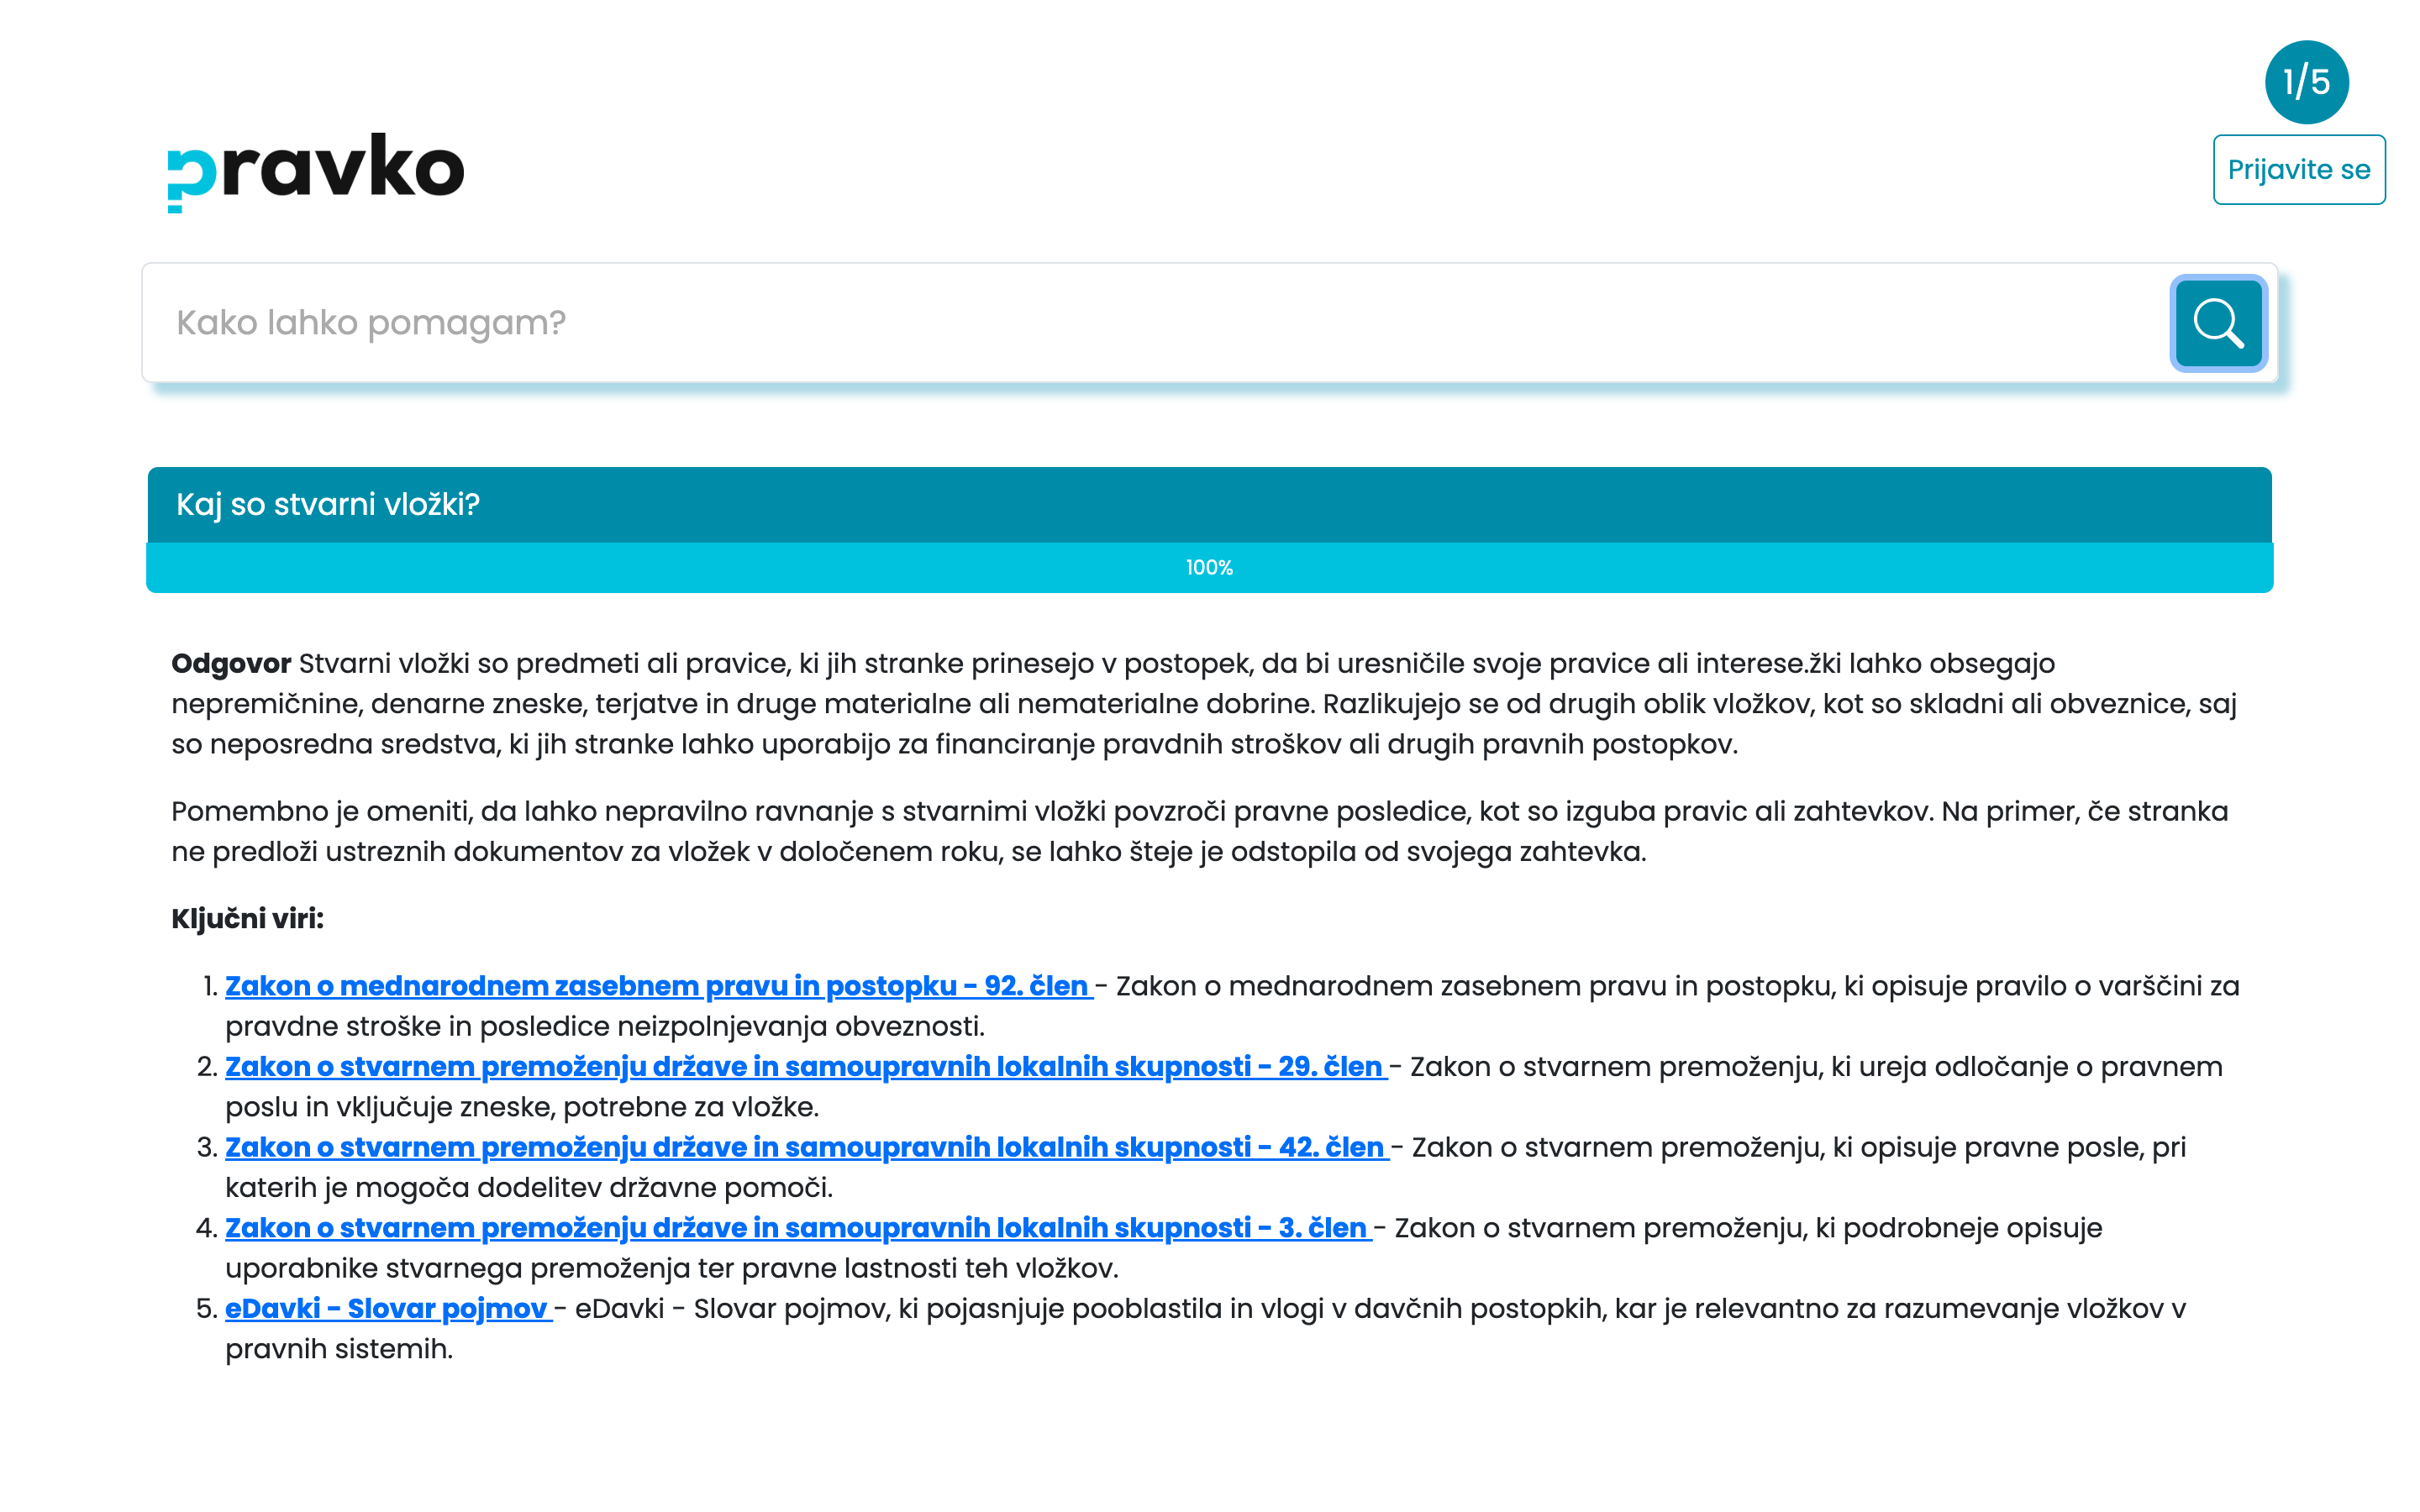 1/5
pravko
Prijavite se
Kako lahko pomagam?
Kaj so stvarni vložki?
100%
Odgovor Stvarni vložki so predmeti ali pravice, ki jih stranke prinesejo v postopek, da bi uresničile svoje pravice ali interese.žki lahko obsegajo
nepremičnine, denarne zneske, terjatve in druge materialne ali nematerialne dobrine. Razlikujejo se od drugih oblik vložkov, kot so skladni ali obveznice, saj
so neposredna sredstva, ki jih stranke lahko uporabijo za financiranje pravdnih stroškov ali drugih pravnih postopkov.
Pomembno je omeniti, da lahko nepravilno ravnanje s stvarnimi vložki povzroči pravne posledice, kot so izguba pravic ali zahtevkov. Na primer, če stranka
ne predloži ustreznih dokumentov za vložek v določenem roku, se lahko šteje je odstopila od svojega zahtevka.
Ključni viri:
1. Zakon o mednarodnem zasebnem pravu in postopku - 92. člen - Zakon o mednarodnem zasebnem pravu in postopku, ki opisuje pravilo o varščini za
pravdne stroške in posledice neizpolnjevanja obveznosti.
2. Zakon o stvarnem premoženju države in samoupravnih lokalnih skupnosti - 29. člen - Zakon o stvarnem premoženju, ki ureja odločanje o pravnem
poslu in vključuje zneske, potrebne za vložke.
3. Zakon o stvarnem premoženju države in samoupravnih lokalnih skupnosti - 42. člen - Zakon o stvarnem premoženju, ki opisuje pravne posle, pri
katerih je mogoča dodelitev državne pomoči.
4. Zakon o stvarnem premoženju države in samoupravnih lokalnih skupnosti - 3. člen - Zakon o stvarnem premoženju, ki podrobneje opisuje
uporabnike stvarnega premoženja ter pravne lastnosti teh vložkov.
5. eDavki - Slovar pojmov - eDavki - Slovar pojmov, ki pojasnjuje pooblastila in vlogi v davčnih postopkih, kar je relevantno za razumevanje vložkov v
pravnih sistemih.